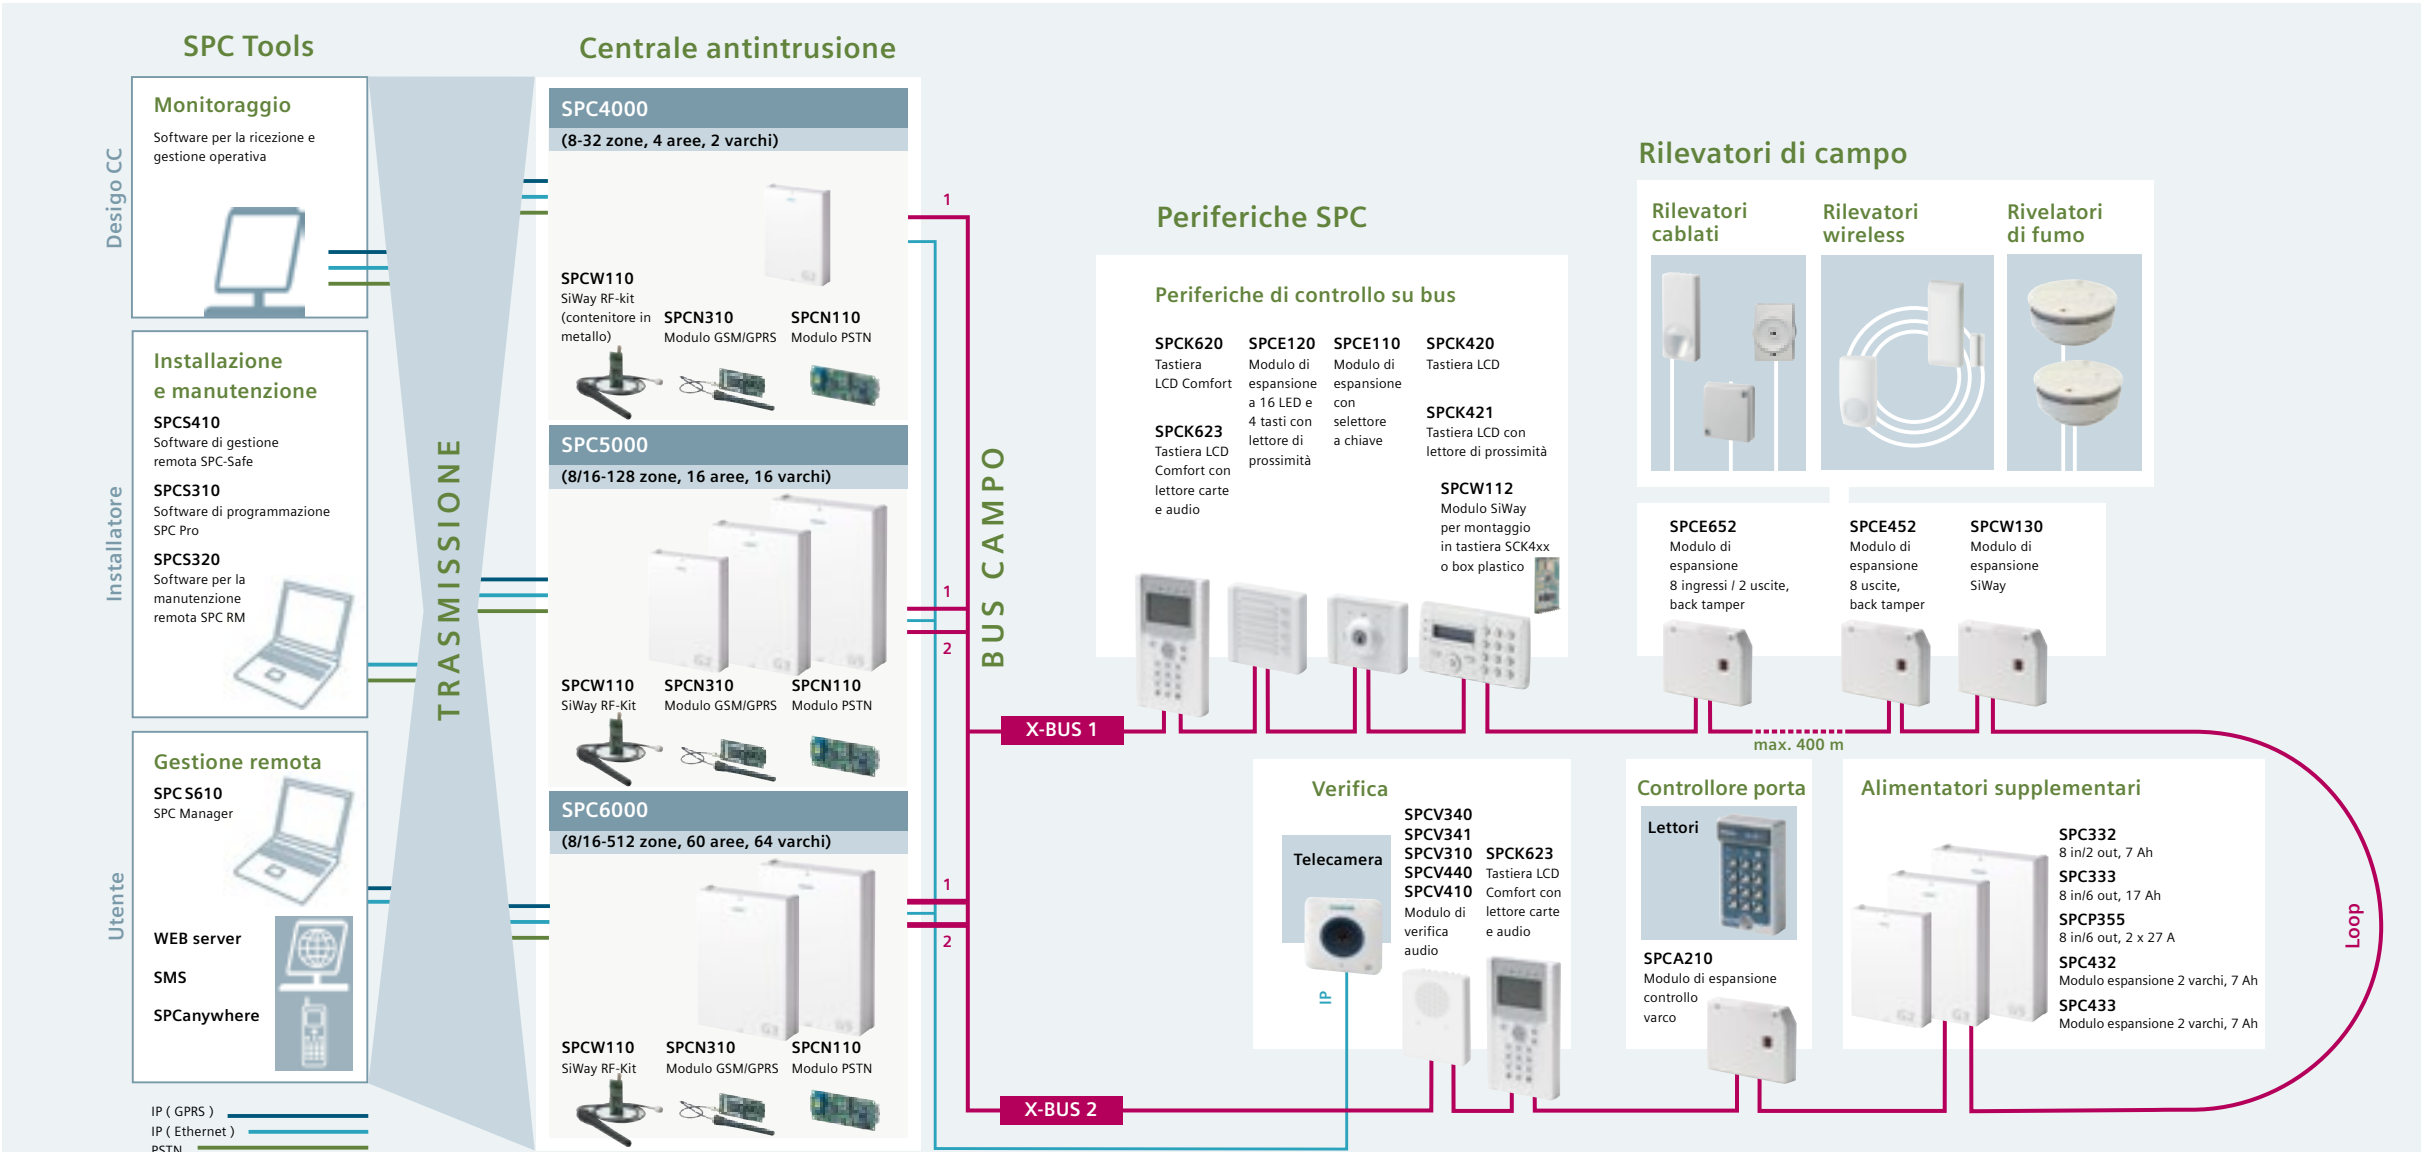 SPC Tools
Desigo CC
Monitoraggio
Software per la ricezione e
gestione operativa
Installatore
Installazione
e manutenzione
SPCS410
Software di gestione
remota SPC-Safe
SPCS310
Software di programmazione
SPC Pro
SPCS320
Software per la
manutenzione
remota SPC RM
Utente
Gestione remota
SPC S610
SPC Manager
WEB server
SMS
SPCanywhere
IP ( GPRS )
IP ( Ethernet )
PSTN
TRASMISSIONE
Centrale antintrusione
SPC4000
(8-32 zone, 4 aree, 2 varchi)
SPCW110
SiWay RF-kit
(contenitore in
metallo)
SPCN310
Modulo GSM/GPRS
SPCN110
Modulo PSTN
G2
SPC5000
(8/16-128 zone, 16 aree, 16 varchi)
G2
G3
G5
SPCW110
SiWay RF-Kit
SPCN310
Modulo GSM/GPRS
SPCN110
Modulo PSTN
SPC6000
(8/16-512 zone, 60 aree, 64 varchi)
G3
G5
SPCW110
SiWay RF-Kit
SPCN310
Modulo GSM/GPRS
SPCN110
Modulo PSTN
1
1
2
1
2
BUS CAMPO
X-BUS 1
X-BUS 2
Periferiche SPC
Periferiche di controllo su bus
SPCK620
Tastiera
LCD Comfort
SPCK623
Tastiera LCD
Comfort con
lettore carte
e audio
SPCE120
Modulo di
espansione
a 16 LED e
4 tasti con
lettore di
prossimità
SPCE110
Modulo di
espansione
con
selettore
a chiave
SPCK420
Tastiera LCD
SPCK421
Tastiera LCD con
lettore di prossimità
SPCW112
Modulo SiWay
per montaggio
in tastiera SCK4xx
o box plastico
Rilevatori di campo
Rilevatori
cablati
Rilevatori
wireless
Rivelatori
di fumo
SPCE652
Modulo di
espansione
8 ingressi / 2 uscite,
back tamper
SPCE452
Modulo di
espansione
8 uscite,
back tamper
SPCW130
Modulo di
espansione
SiWay
max. 400 m
Verifica
Telecamera
IP
SPCV340
SPCV341
SPCV310
SPCV440
SPCV410
Modulo di
verifica
audio
SPCK623
Tastiera LCD
Comfort con
lettore carte
e audio
Controllore porta
Lettori
SPCA210
Modulo di espansione
controllo
varco
Alimentatori supplementari
G2
G3
G5
SPC332
8 in/2 out, 7 Ah
SPC333
8 in/6 out, 17 Ah
SPCP355
8 in/6 out, 2 x 27 A
SPC432
Modulo espansione 2 varchi, 7 Ah
SPC433
Modulo espansione 2 varchi, 7 Ah
Loop